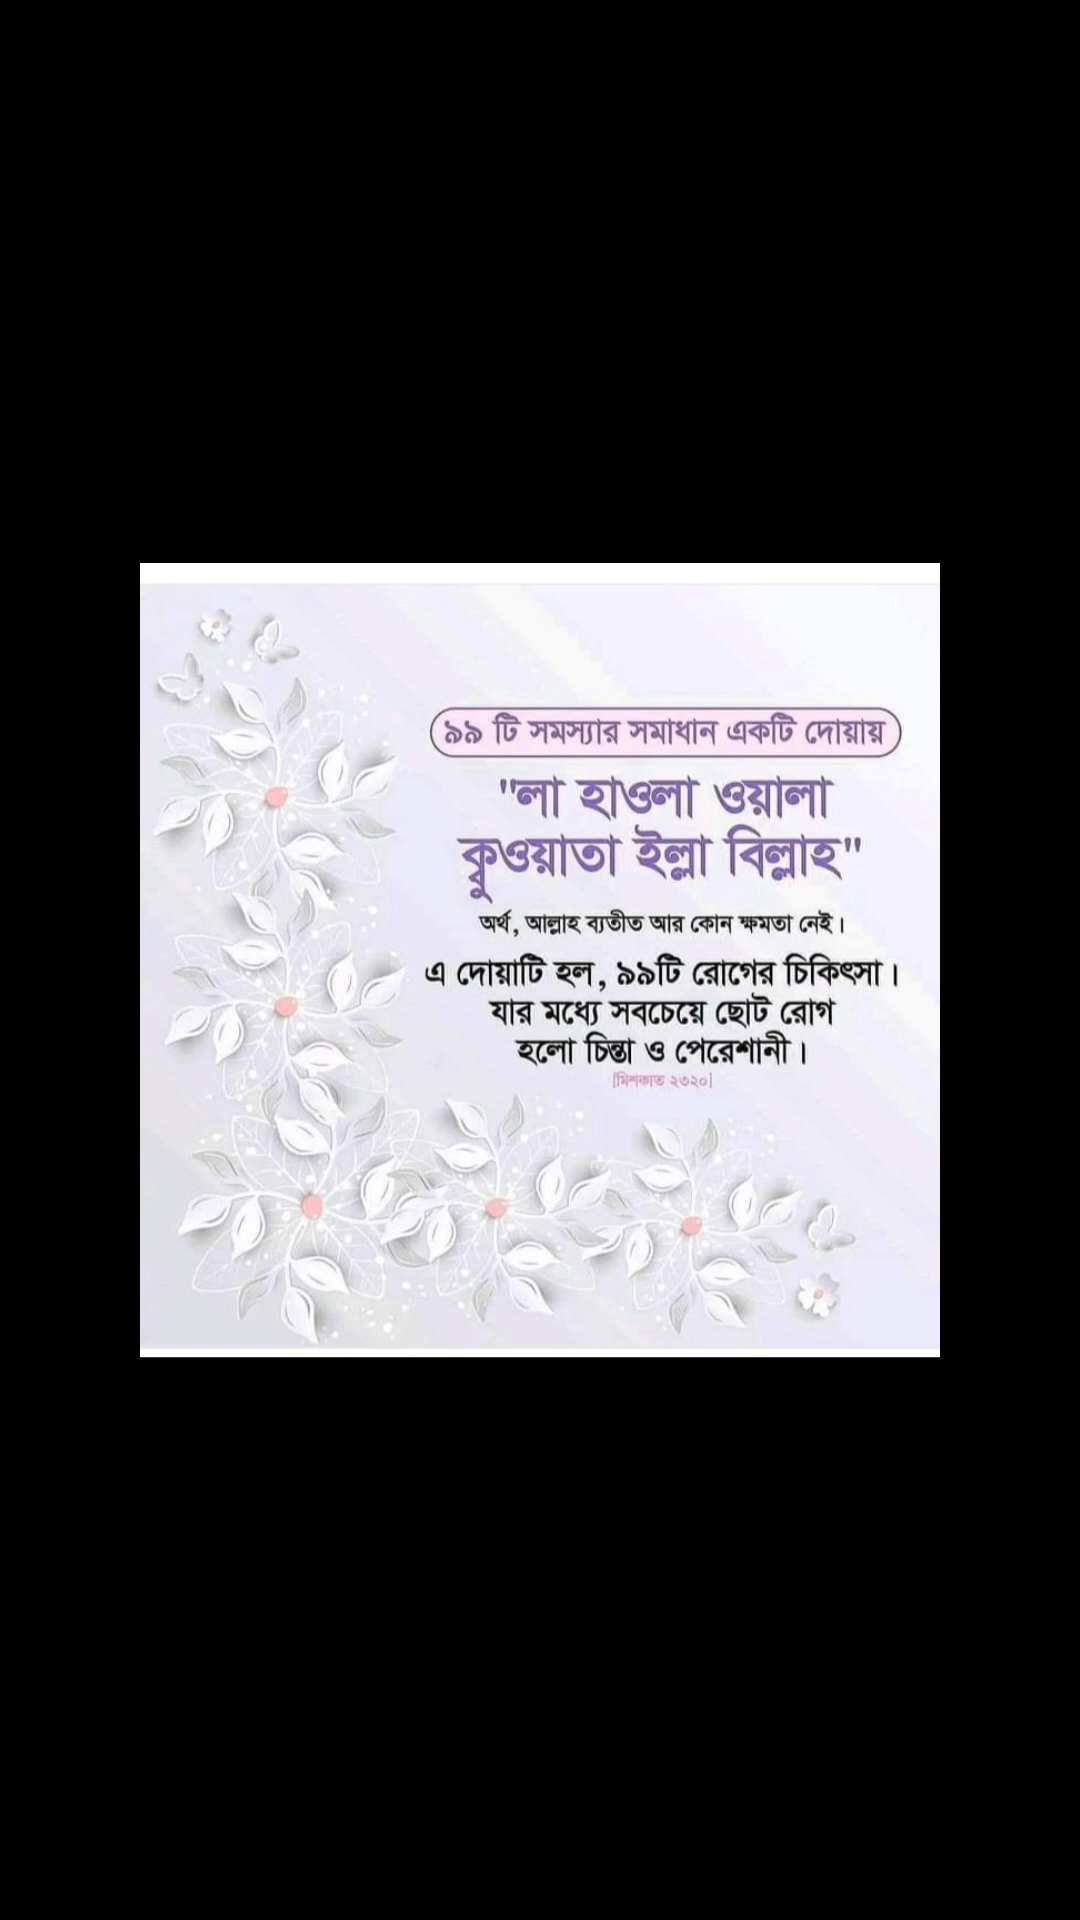 ৯৯ টি সমস্যার সমাধান একটি দোয়ায়
"লা হাওলা ওয়ালা
ক্বুওয়াতা ইল্লা বিল্লাহ"
অর্থ, আল্লাহ ব্যতীত আর কোন ক্ষমতা নেই।
এ দোয়াটি হল, ৯৯টি রোগের চিকিৎসা।
যার মধ্যে সবচেয়ে ছোট রোগ
হলো চিন্তা ও পেরেশানী।
[মিশকাত ২৩২০]